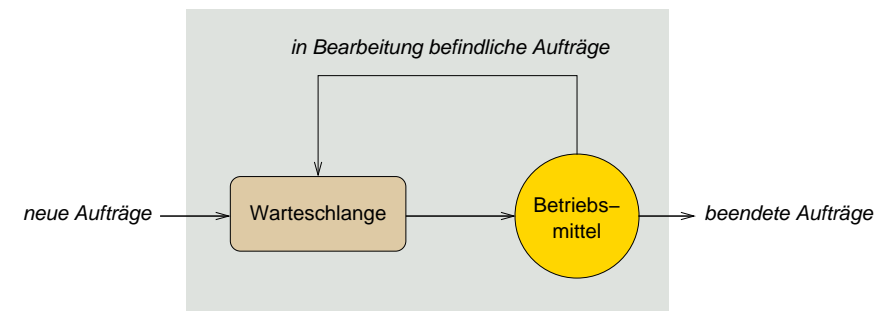 in Bearbeitung befindliche Aufträge
neue Aufträge
Warteschlange
Betriebs–
mittel
beendete Aufträge